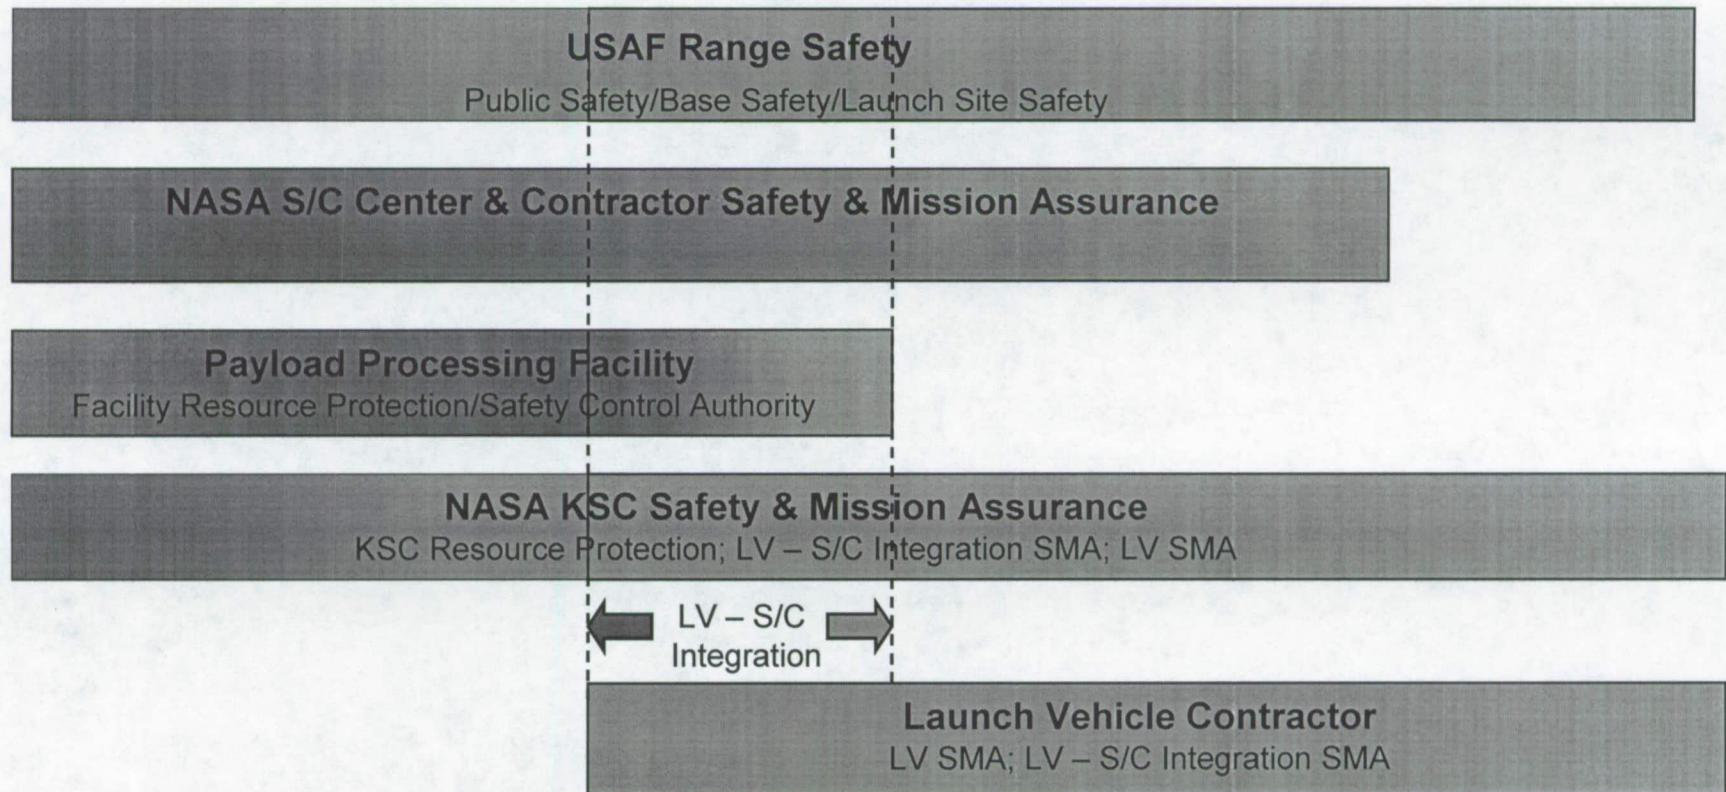 USAF Range Safety
Public Safety/Base Safety/Launch Site Safety
NASA S/C Center & Contractor Safety & Mission Assurance
Payload Processing Facility
Facility Resource Protection/Safety Control Authority
NASA KSC Safety & Mission Assurance
KSC Resource Protection; LV – S/C Integration SMA; LV SMA
LV – S/C
Integration
Launch Vehicle Contractor
LV SMA; LV – S/C Integration SMA